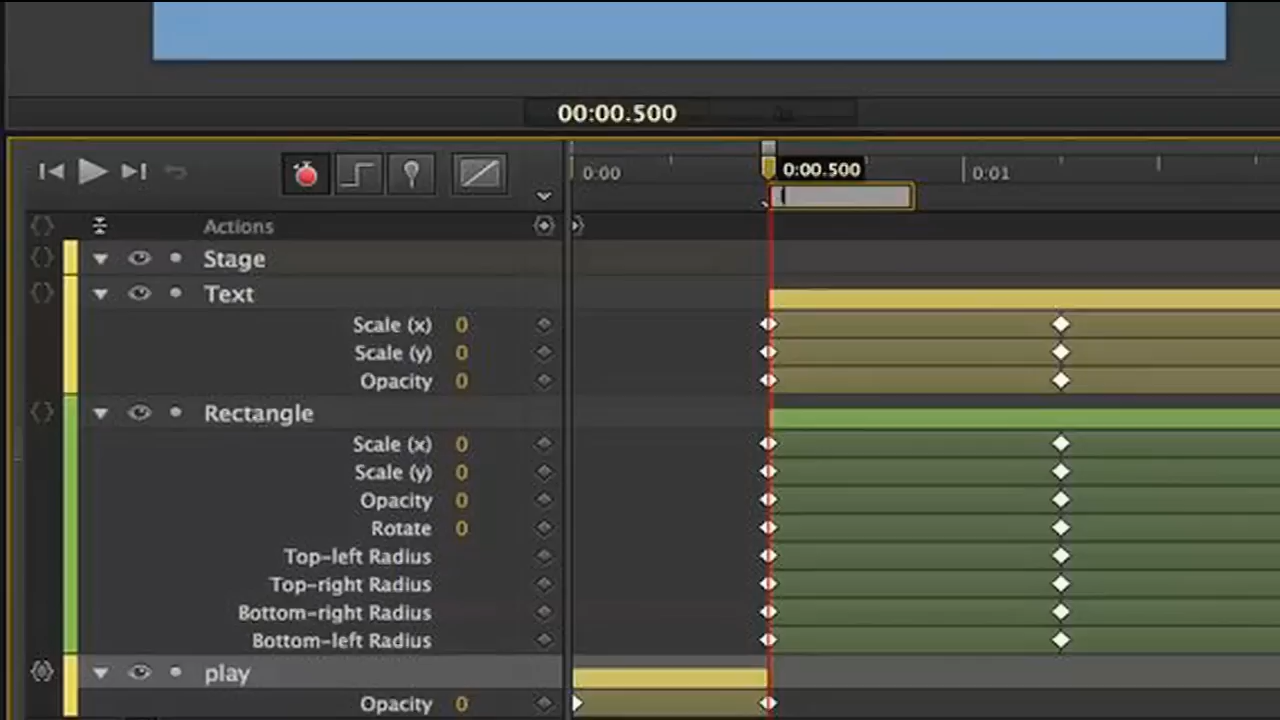 00:00.500
0:00
0:00.500
0:01
Actions
Stage
Text
Scale (x) 0
Scale (y) 0
Opacity 0
Rectangle
Scale (x) 0
Scale (y) 0
Opacity 0
Rotate 0
Top-left Radius
Top-right Radius
Bottom-right Radius
Bottom-left Radius
play
Opacity 0